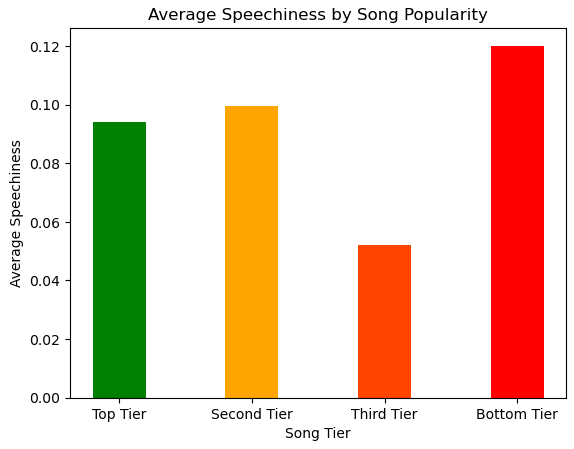 Average Speechiness by Song Popularity
Average Speechiness
0.12
0.10
0.08
0.06
0.04
0.02
0.00
Top Tier Second Tier Third Tier Bottom Tier
Song Tier